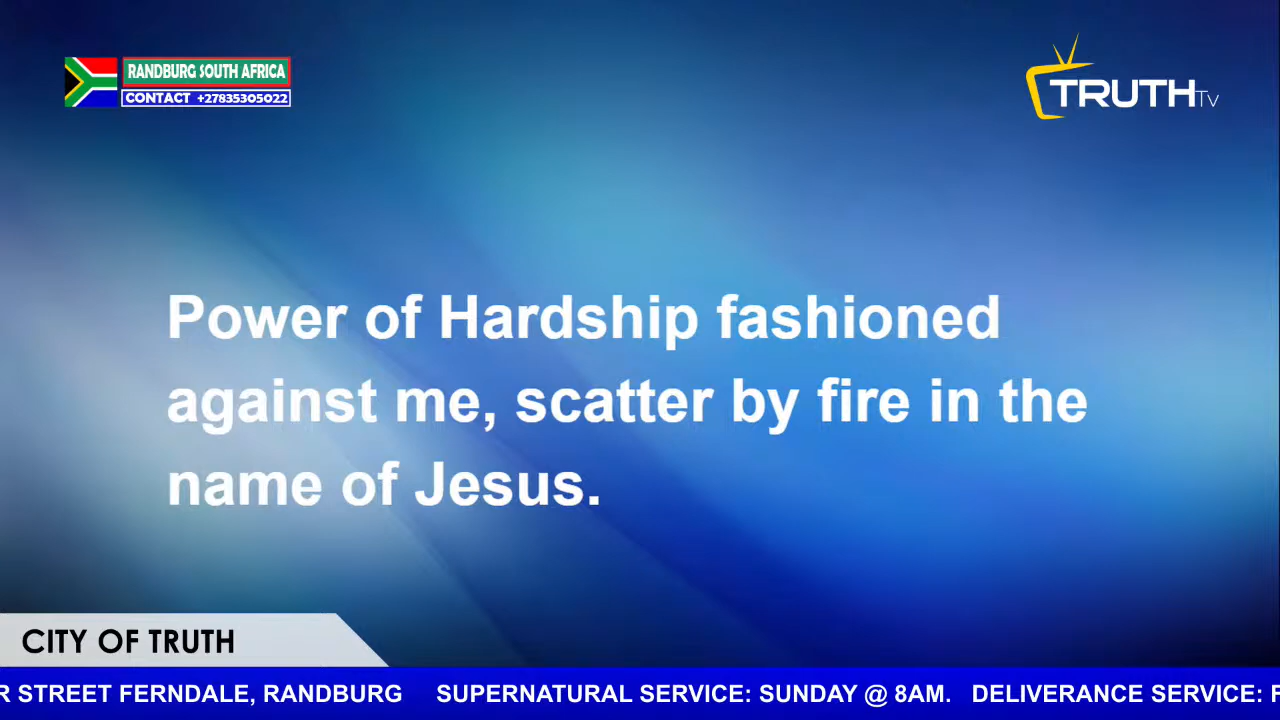 RANDBURG SOUTH AFRICA
CONTACT +27835305022
TRUTH TV
Power of Hardship fashioned
against me, scatter by fire in the
name of Jesus.
CITY OF TRUTH
STREET FERNDALE, RANDBURG SUPERNATURAL SERVICE: SUNDAY @ 8AM. DELIVERANCE SERVICE: